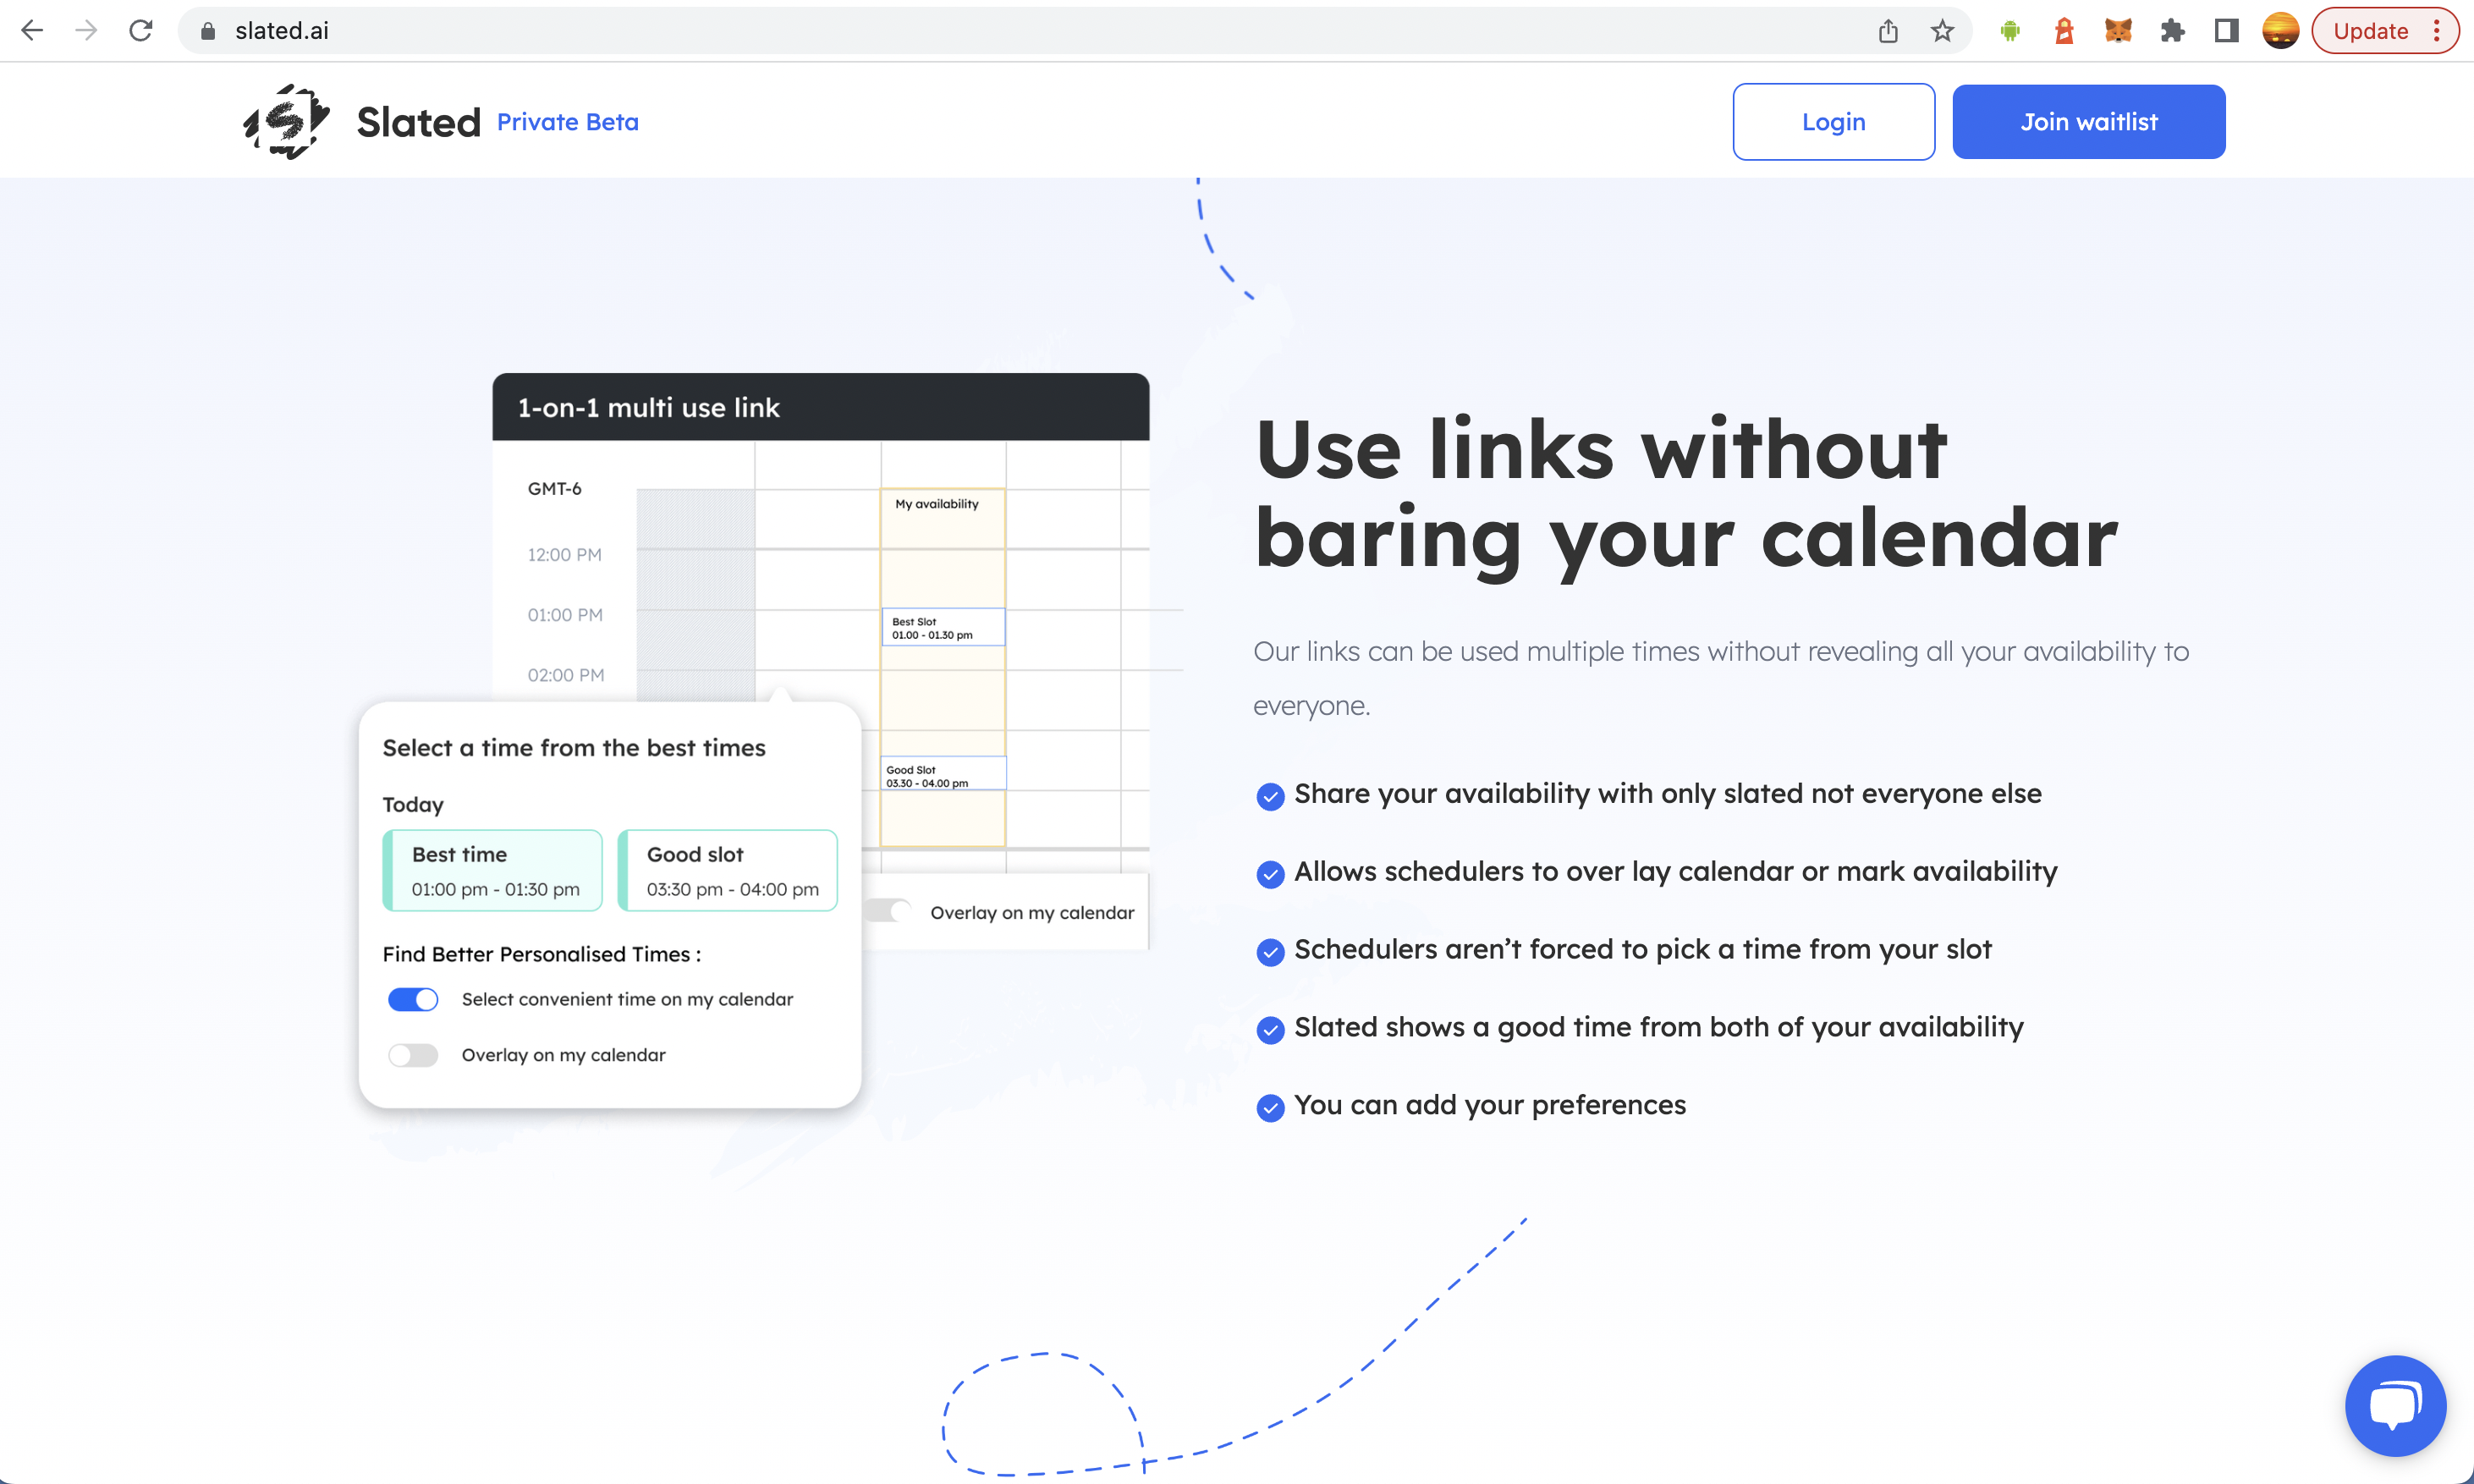 slated.ai
Update
Slated Private Beta
Login
Join waitlist
1-on-1 multi use link
GMT-6
My availability
12:00 PM
01:00 PM
Best Slot
01.00 - 01.30 pm
02:00 PM
Good Slot
03.30 - 04.00 pm
Select a time from the best times
Today
Best time
01:00 pm - 01:30 pm
Good slot
03:30 pm - 04:00 pm
Overlay on my calendar
Find Better Personalised Times :
Select convenient time on my calendar
Overlay on my calendar
Use links without
baring your calendar
Our links can be used multiple times without revealing all your availability to
everyone.
Share your availability with only slated not everyone else
Allows schedulers to over lay calendar or mark availability
Schedulers aren’t forced to pick a time from your slot
Slated shows a good time from both of your availability
You can add your preferences